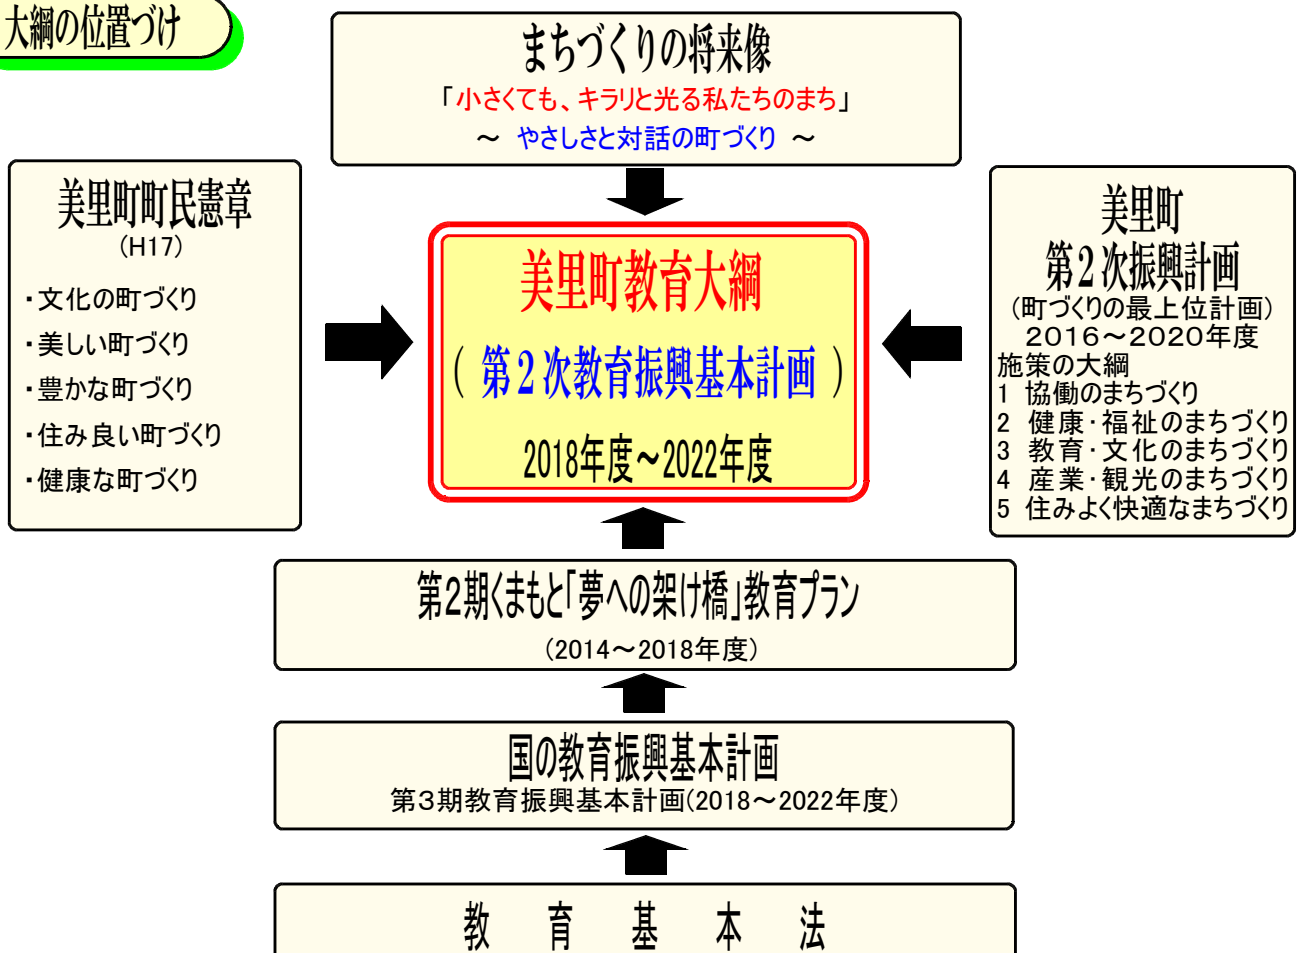 大綱の位置づけ
まちづくりの将来像
「小さくても、キラリと光る私たちのまち」
～ やさしさと対話の町づくり ～
美里町町民憲章
(H17)
・文化の町づくり
・美しい町づくり
・豊かな町づくり
・住み良い町づくり
・健康な町づくり
美里町教育大綱
( 第２次教育振興基本計画 )
2018年度～2022年度
美里町
第２次振興計画
(町づくりの最上位計画)
２０１６～２０２０年度
施策の大綱
1 協働のまちづくり
2 健康・福祉のまちづくり
3 教育・文化のまちづくり
4 産業・観光のまちづくり
5 住みよく快適なまちづくり
第２期くまもと「夢への架け橋」教育プラン
(2014～2018年度)
国の教育振興基本計画
第３期教育振興基本計画(2018～2022年度)
教 育 基 本 法